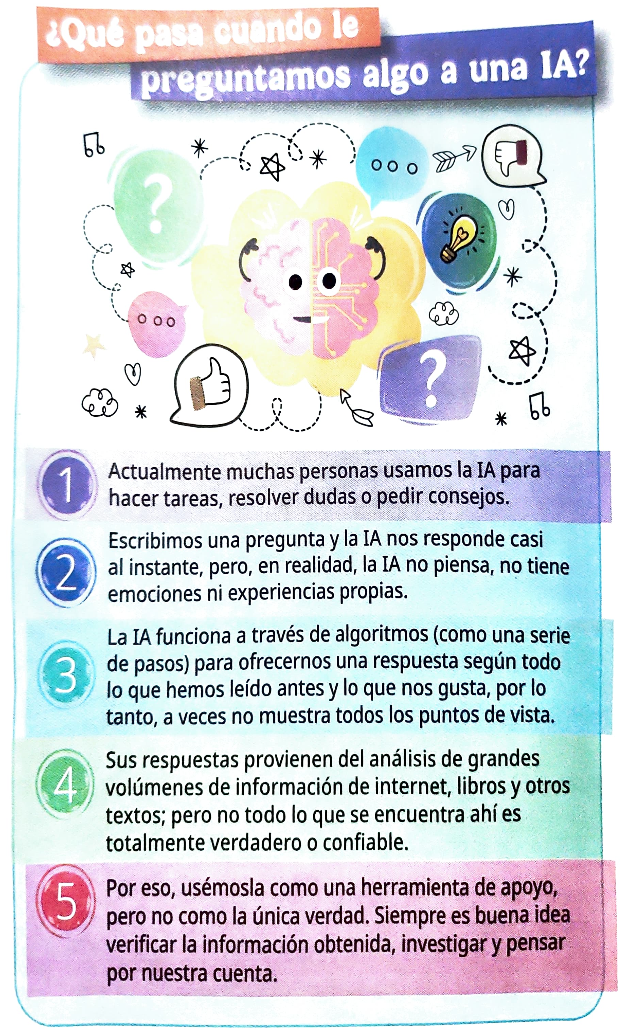 ¿Qué pasa cuando le
preguntamos algo a una IA?
?
?
1
Actualmente muchas personas usamos la IA para
hacer tareas, resolver dudas o pedir consejos.
2
Escribimos una pregunta y la IA nos responde casi
al instante, pero, en realidad, la IA no piensa, no tiene
emociones ni experiencias propias.
3
La IA funciona a través de algoritmos (como una serie
de pasos) para ofrecernos una respuesta según todo
lo que hemos leído antes y lo que nos gusta, por lo
tanto, a veces no muestra todos los puntos de vista.
4
Sus respuestas provienen del análisis de grandes
volúmenes de información de internet, libros y otros
textos; pero no todo lo que se encuentra ahí es
totalmente verdadero o confiable.
5
Por eso, usémosla como una herramienta de apoyo,
pero no como la única verdad. Siempre es buena idea
verificar la información obtenida, investigar y pensar
por nuestra cuenta.